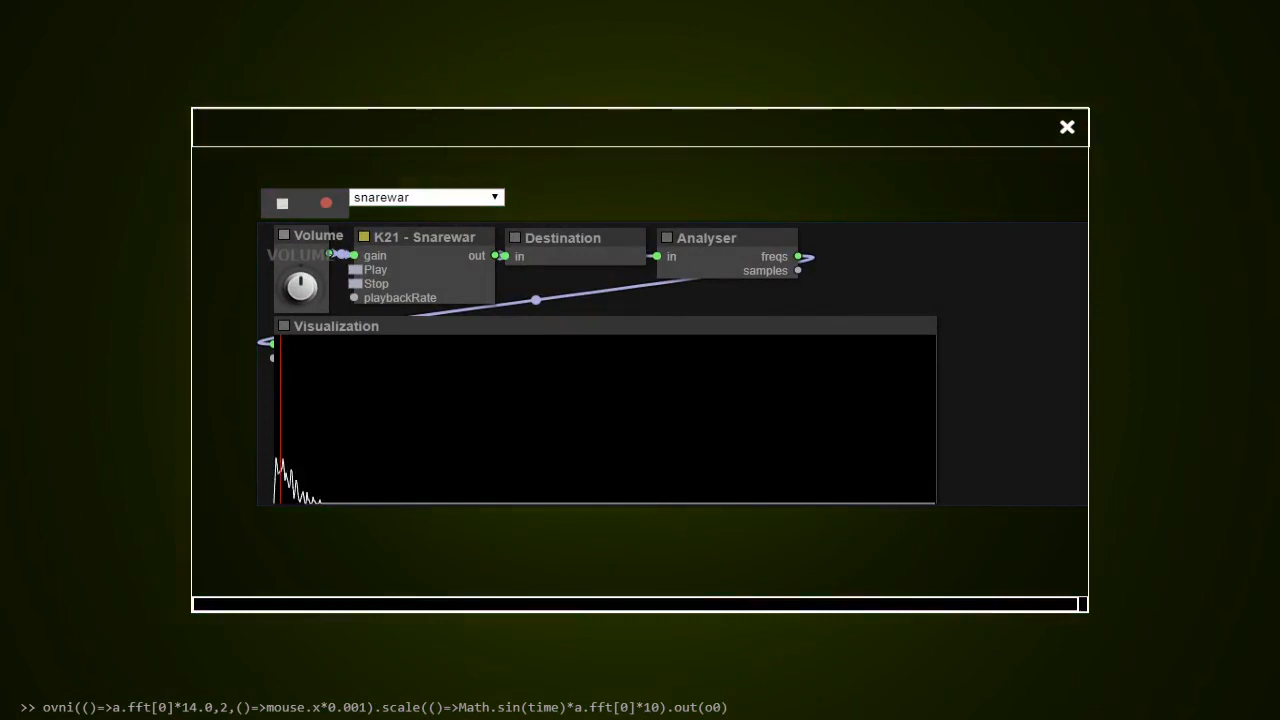 snarewar
Volume
VOLUME
K21 - Snarewar
gain
out
Play
Stop
playbackRate
Destination
in
Analyser
in
freqs
samples
Visualization
>> ovni(()=>a.fft[0]*14.0,2,()=>mouse.x*0.001).scale(()=>Math.sin(time)*a.fft[0]*10).out(o0)